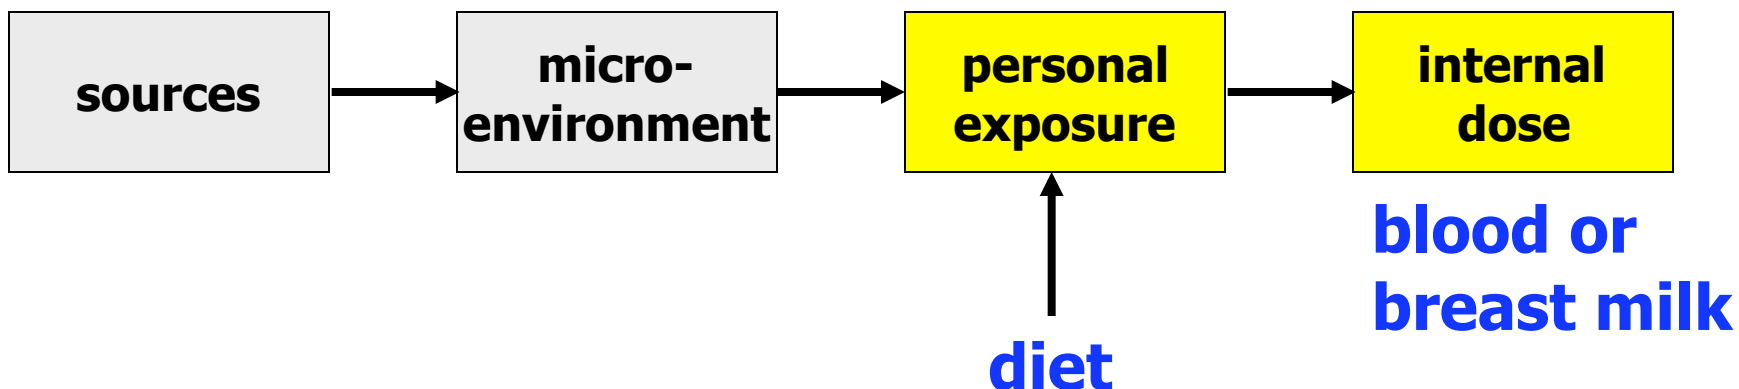 sources
micro-
environment
personal
exposure
internal
dose
blood or
breast milk
diet